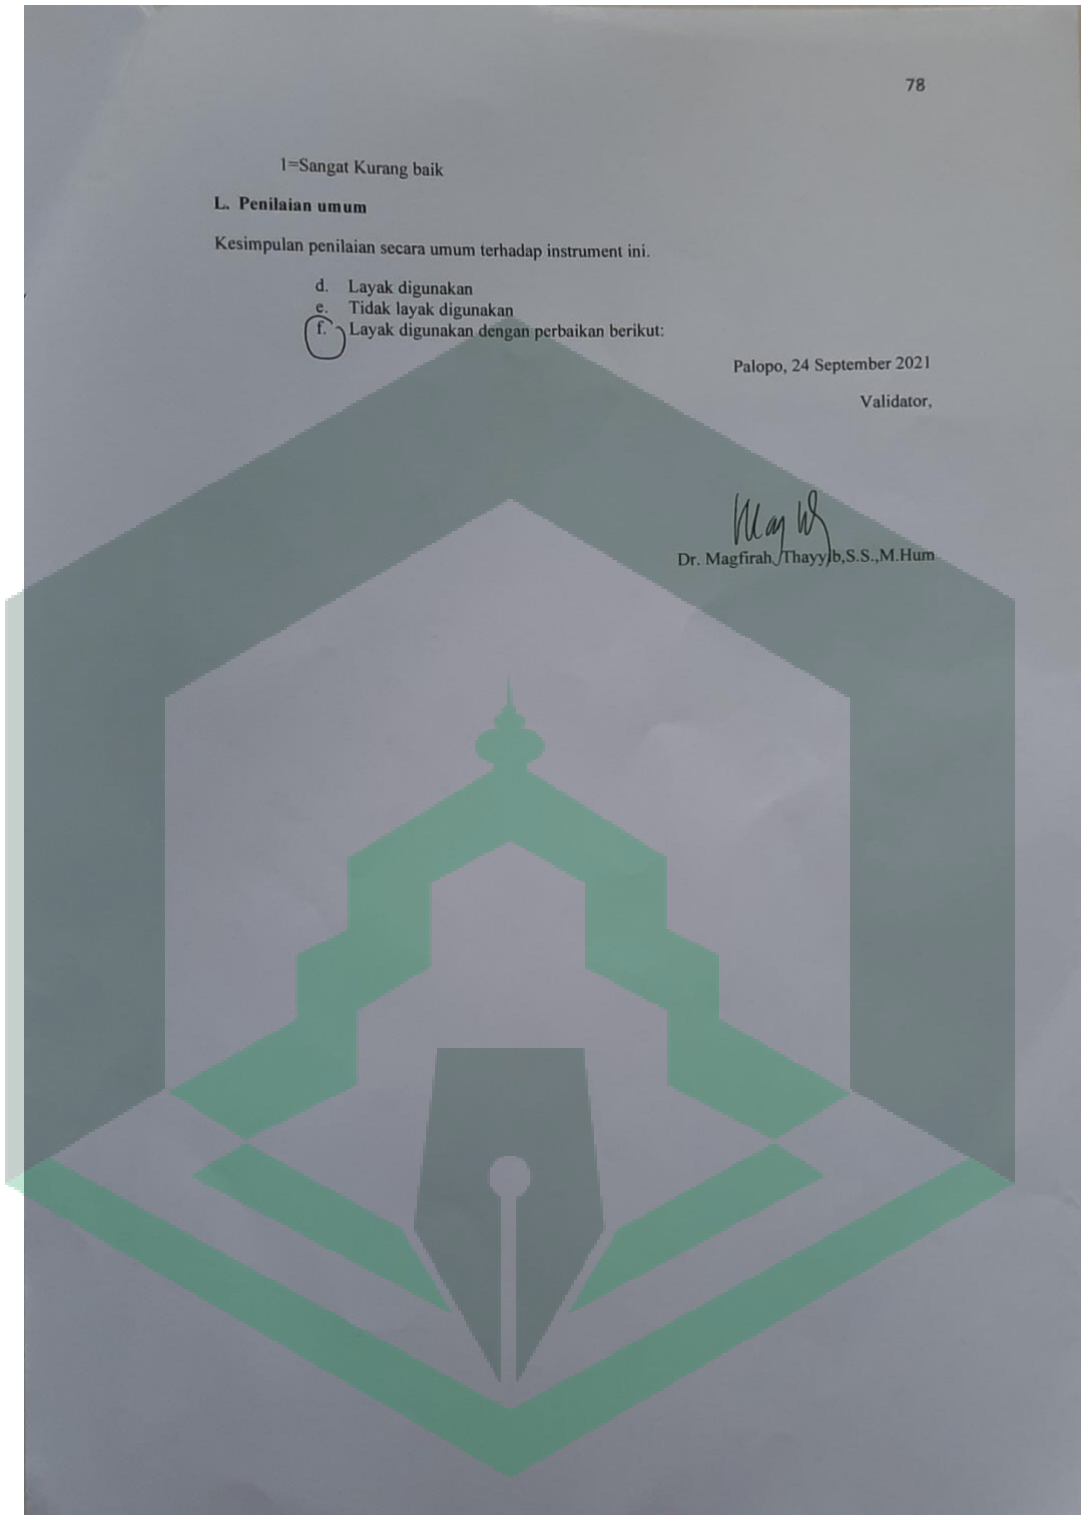 78
1=Sangat Kurang baik
L. Penilaian umum
Kesimpulan penilaian secara umum terhadap instrument ini.
d. Layak digunakan
e. Tidak layak digunakan
f. Layak digunakan dengan perbaikan berikut:
Palopo, 24 September 2021
Validator,
Dr. Magfirah Thayyib,S.S.,M.Hum